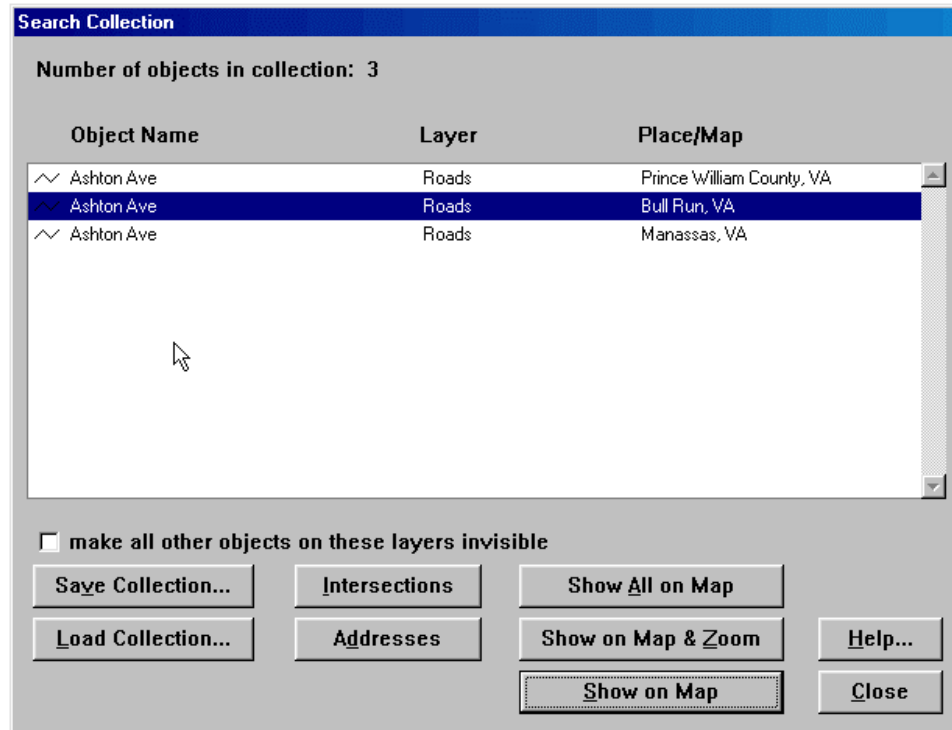 Search Collection
Number of objects in collection: 3
Object Name Layer Place/Map
Ashton Ave Roads Prince William County, VA
Ashton Ave Roads Bull Run, VA
Ashton Ave Roads Manassas, VA
make all other objects on these layers invisible
Save Collection... Intersections Show All on Map
Load Collection... Addresses Show on Map & Zoom Help...
Show on Map Close